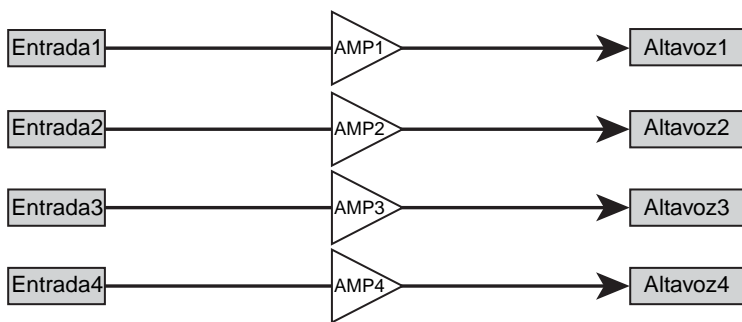 Entrada1 AMP1 Altavoz1
Entrada2 AMP2 Altavoz2
Entrada3 AMP3 Altavoz3
Entrada4 AMP4 Altavoz4